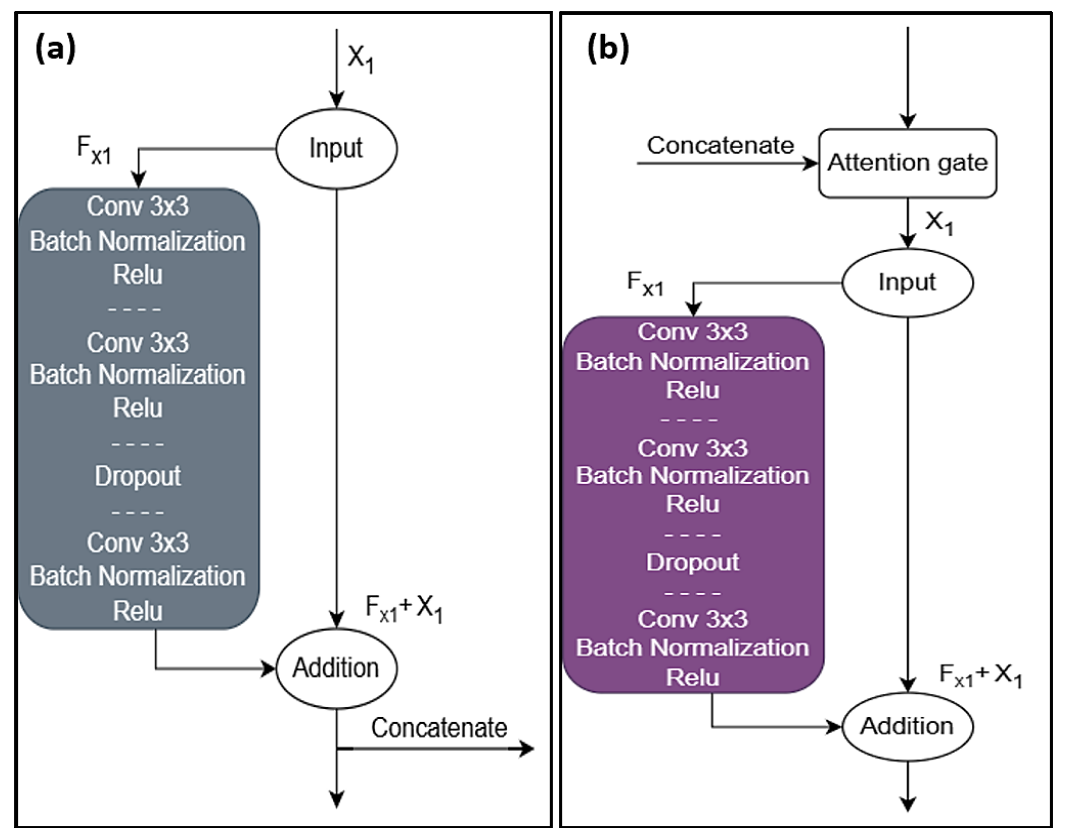 (a)
X1
Input
Fx1
Conv 3x3
Batch Normalization
Relu
- - - -
Conv 3x3
Batch Normalization
Relu
- - - -
Dropout
- - - -
Conv 3x3
Batch Normalization
Relu
Fx1+ X1
Addition
Concatenate
(b)
Concatenate
Attention gate
X1
Input
Fx1
Conv 3x3
Batch Normalization
Relu
- - - -
Conv 3x3
Batch Normalization
Relu
- - - -
Dropout
- - - -
Conv 3x3
Batch Normalization
Relu
Fx1+ X1
Addition